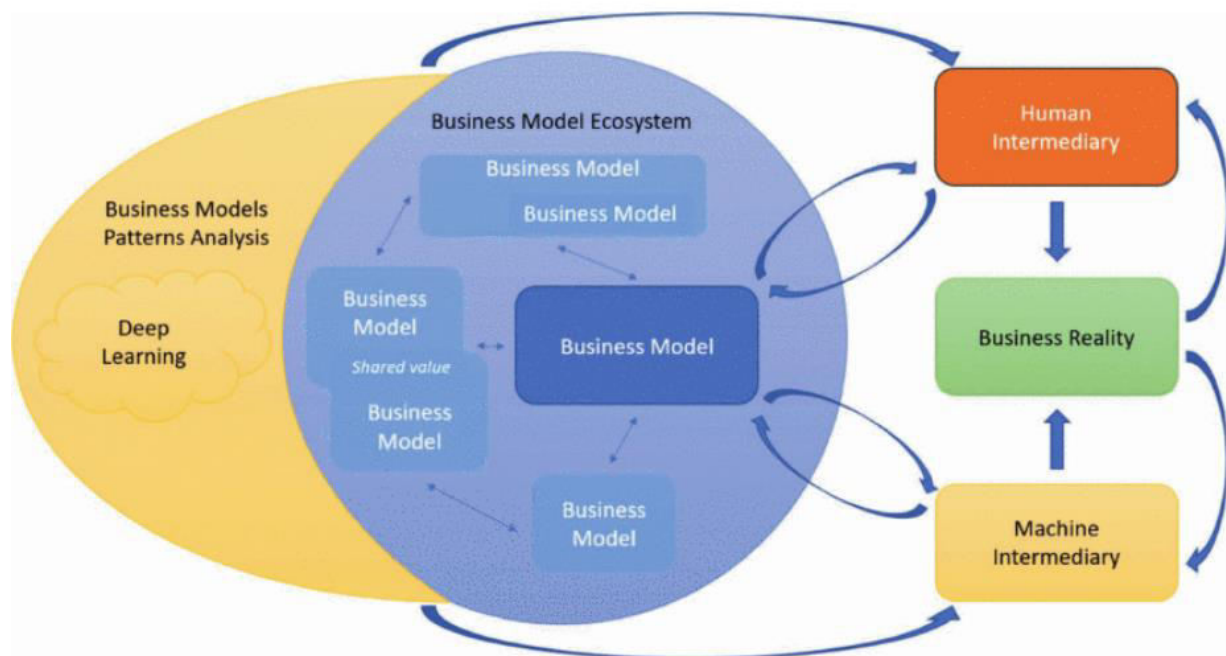 Business Model Ecosystem
Business Model
Business Model
Business Models
Patterns Analysis
Deep
Learning
Business
Model
Shared value
Business
Model
Business Model
Business
Model
Human
Intermediary
Business Reality
Machine
Intermediary